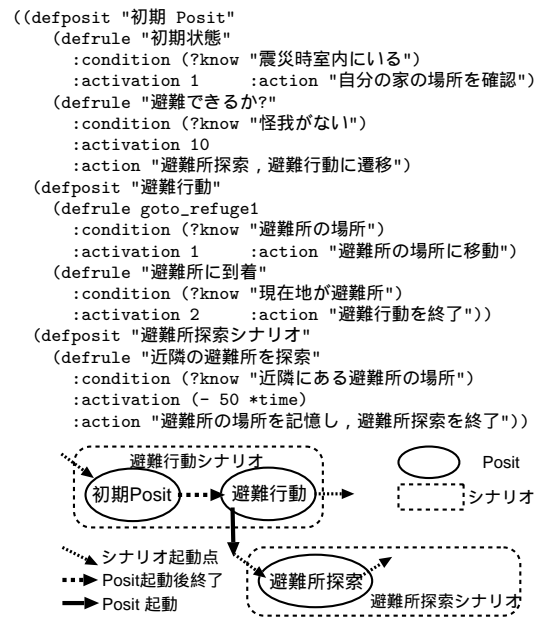 ((defposit "初期 Posit"
(defrule "初期状態"
:condition (?know "震災時室内にいる")
:activation 1 :action "自分の家の場所を確認")
(defrule "避難できるか?"
:condition (?know "怪我がない")
:activation 10
:action "避難所探索，避難行動に遷移")
(defposit "避難行動"
(defrule goto_refuge1
:condition (?know "避難所の場所")
:activation 1 :action "避難所の場所に移動")
(defrule "避難所に到着"
:condition (?know "現在地が避難所")
:activation 2 :action "避難行動を終了"))
(defposit "避難所探索シナリオ"
(defrule "近隣の避難所を探索"
:condition (?know "近隣にある避難所の場所")
:activation (- 50 *time)
:action "避難所の場所を記憶し，避難所探索を終了"))
避難行動シナリオ
初期Posit
避難行動
Posit
シナリオ
シナリオ起動点
Posit起動後終了
Posit 起動
避難所探索
避難所探索シナリオ